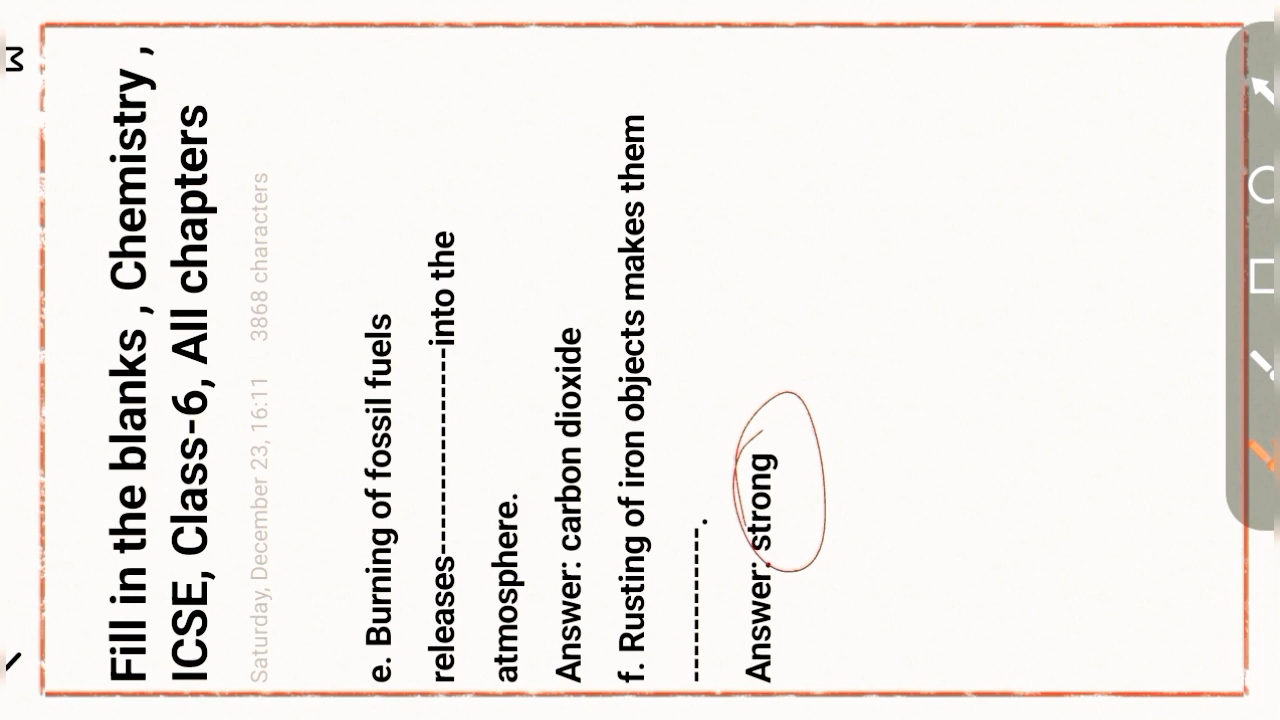 Fill in the blanks , Chemistry ,
ICSE, Class-6, All chapters
Saturday, December 23, 16:11 3868 characters
e. Burning of fossil fuels
releases--------------------into the
atmosphere.
Answer: carbon dioxide
f. Rusting of iron objects makes them
---------------.
Answer: strong